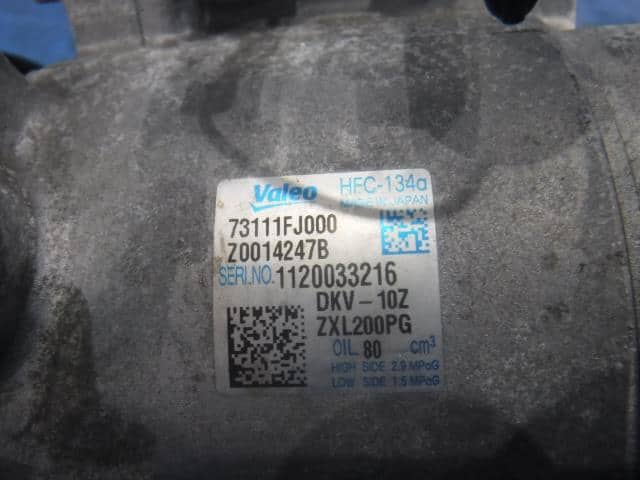 Valeo HFC-134a
MADE IN JAPAN
73111FJ000
Z0014247B
SERI.NO. 1120033216
DKV-10Z
ZXL200PG
OIL 80 cm³
HIGH SIDE 2.9 MPaG
LOW SIDE 1.5 MPaG